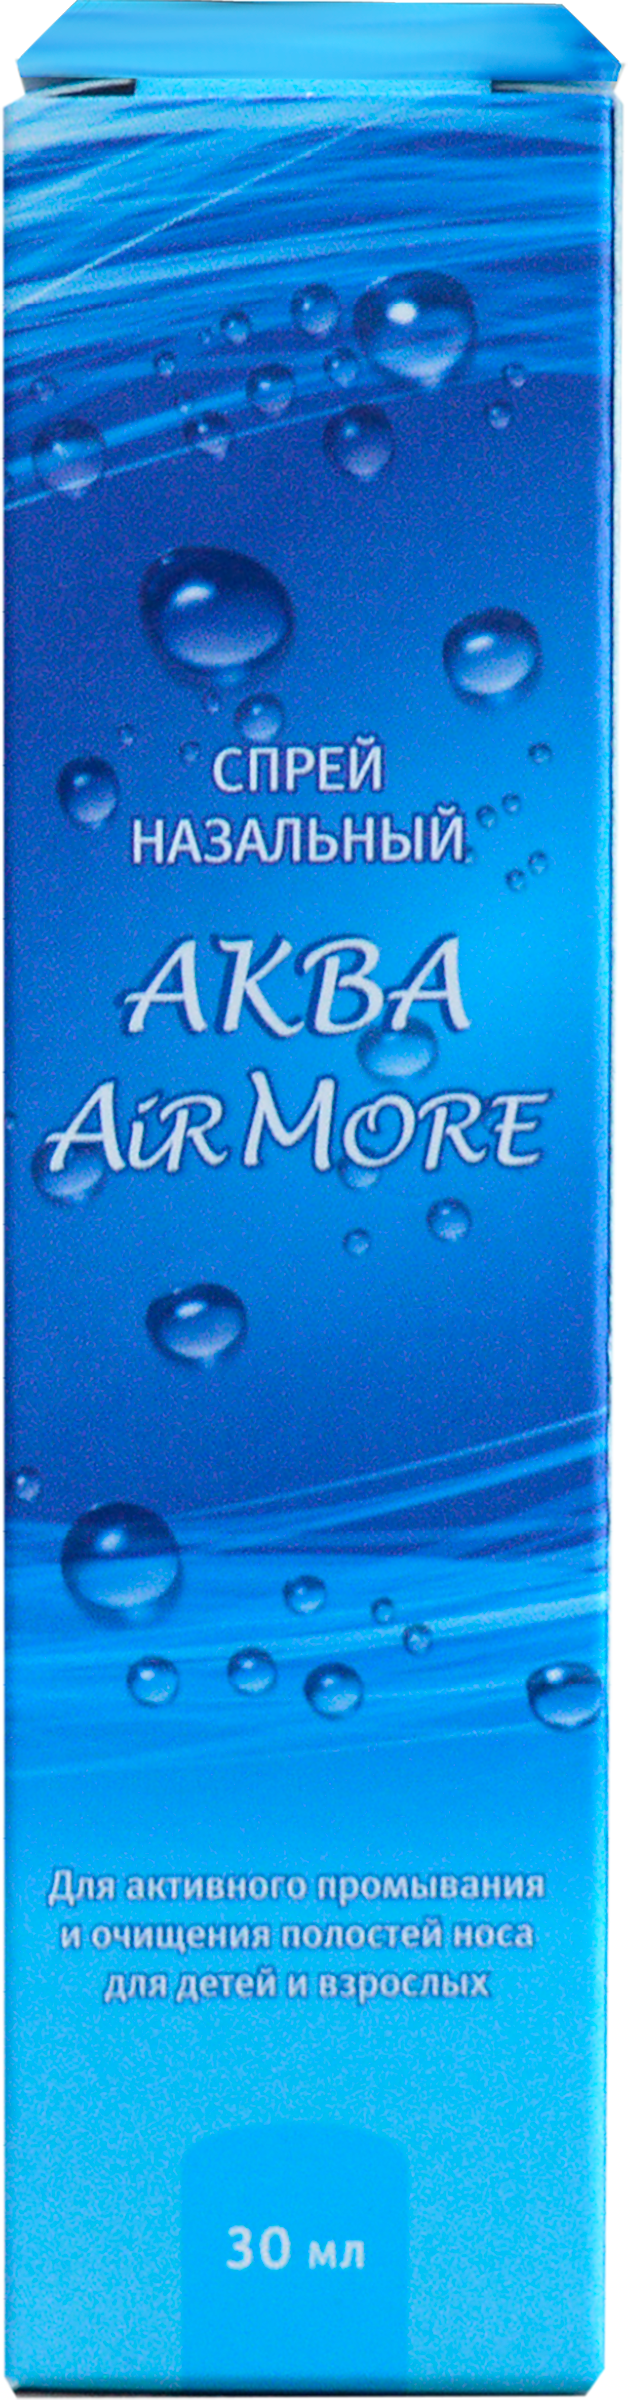 СПРЕЙ
НАЗАЛЬНЫЙ
АКВА
AiRMORE
Для активного промывания
и очищения полостей носа
для детей и взрослых
30 мл